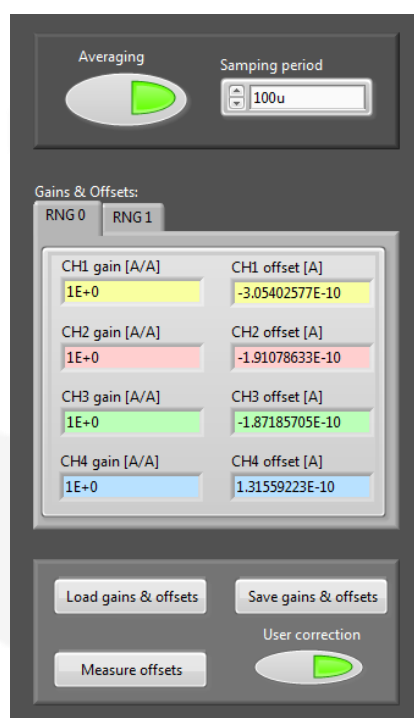 Averaging
Samping period
100u
Gains & Offsets:
RNG 0 RNG 1
CH1 gain [A/A] CH1 offset [A]
1E+0 -3.05402577E-10
CH2 gain [A/A] CH2 offset [A]
1E+0 -1.91078633E-10
CH3 gain [A/A] CH3 offset [A]
1E+0 -1.87185705E-10
CH4 gain [A/A] CH4 offset [A]
1E+0 1.31559223E-10
Load gains & offsets Save gains & offsets
User correction
Measure offsets